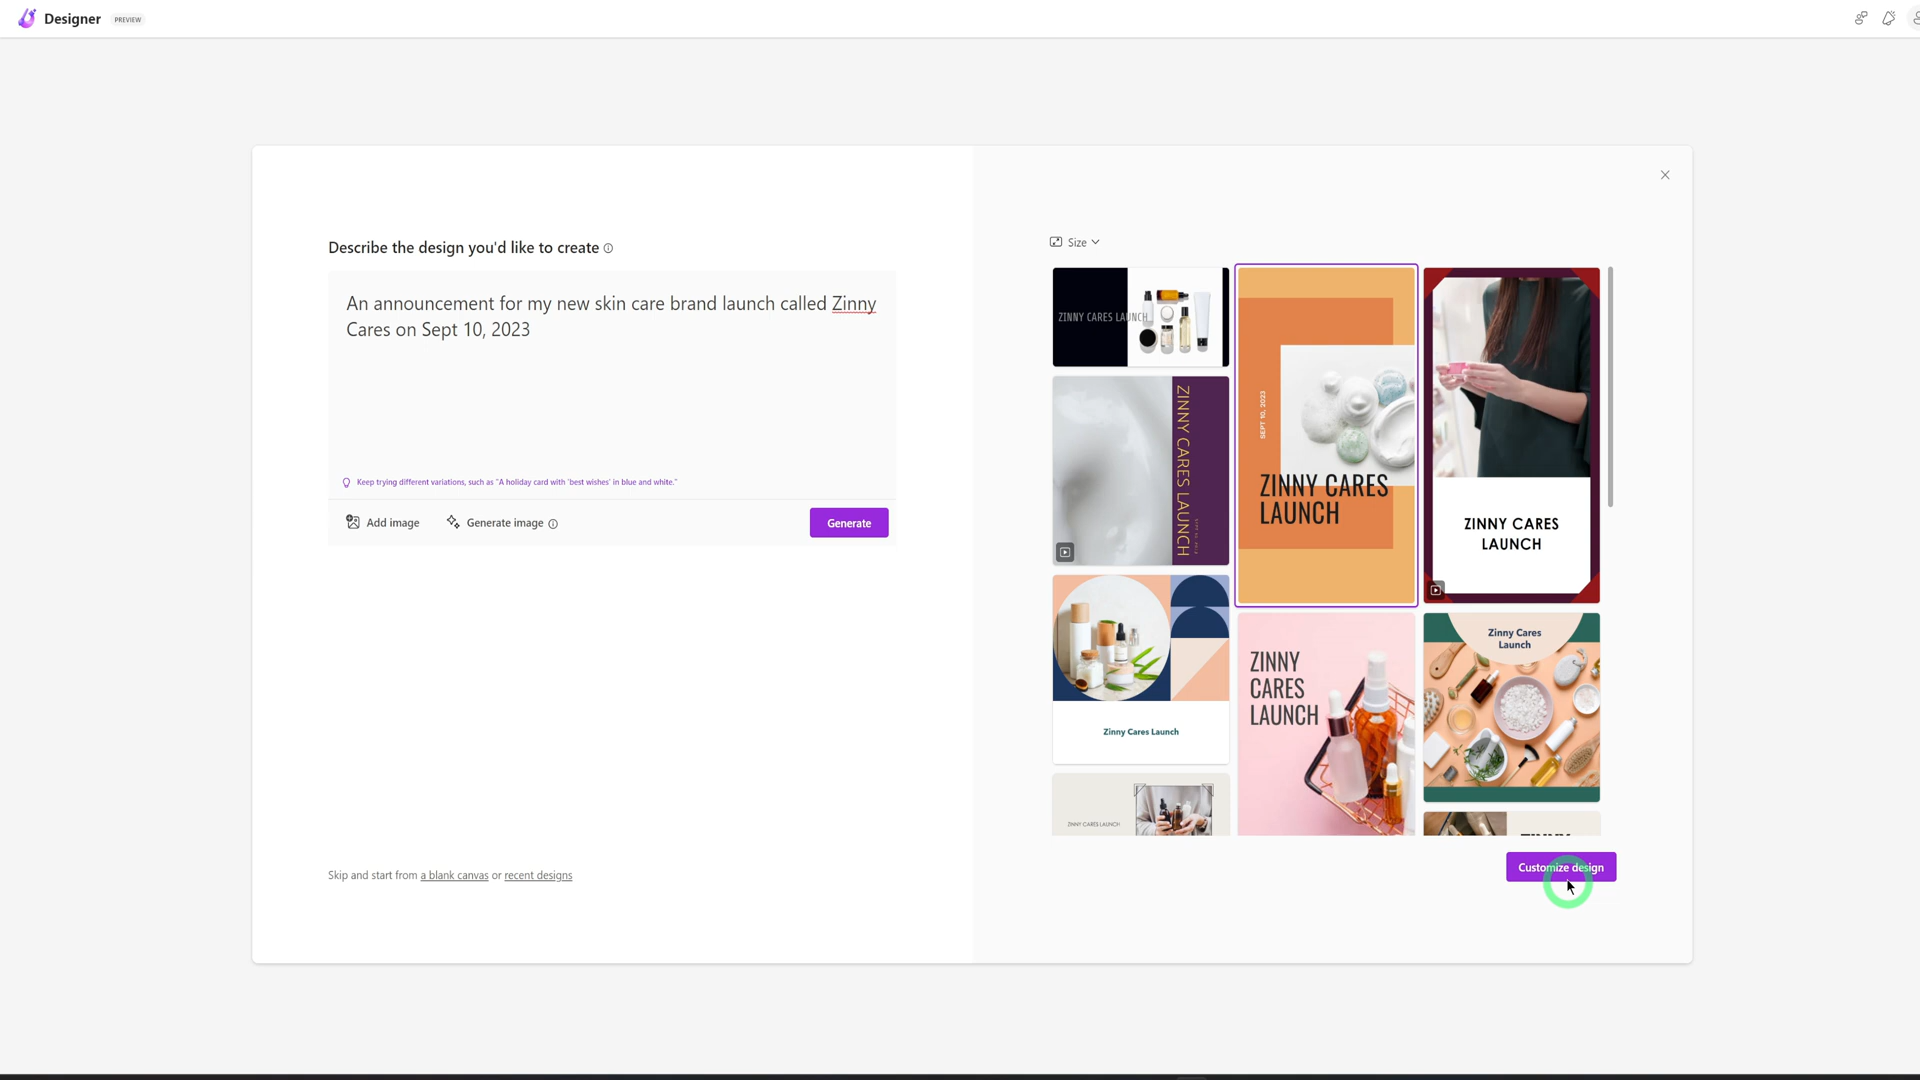 Designer PREVIEW
Describe the design you'd like to create
An announcement for my new skin care brand launch called Zinny
Cares on Sept 10, 2023
Keep trying different variations, such as "A holiday card with 'best wishes' in blue and white."
Add image
Generate image
Generate
Skip and start from a blank canvas or recent designs
Size
ZINNY CARES LAUNCH
ZINNY CARES LAUNCH
Zinny Cares Launch
ZINNY CARES LAUNCH
SEPT 10, 2023
ZINNY CARES
LAUNCH
ZINNY
CARES
LAUNCH
ZINNY CARES
LAUNCH
Zinny Cares
Launch
Customize design